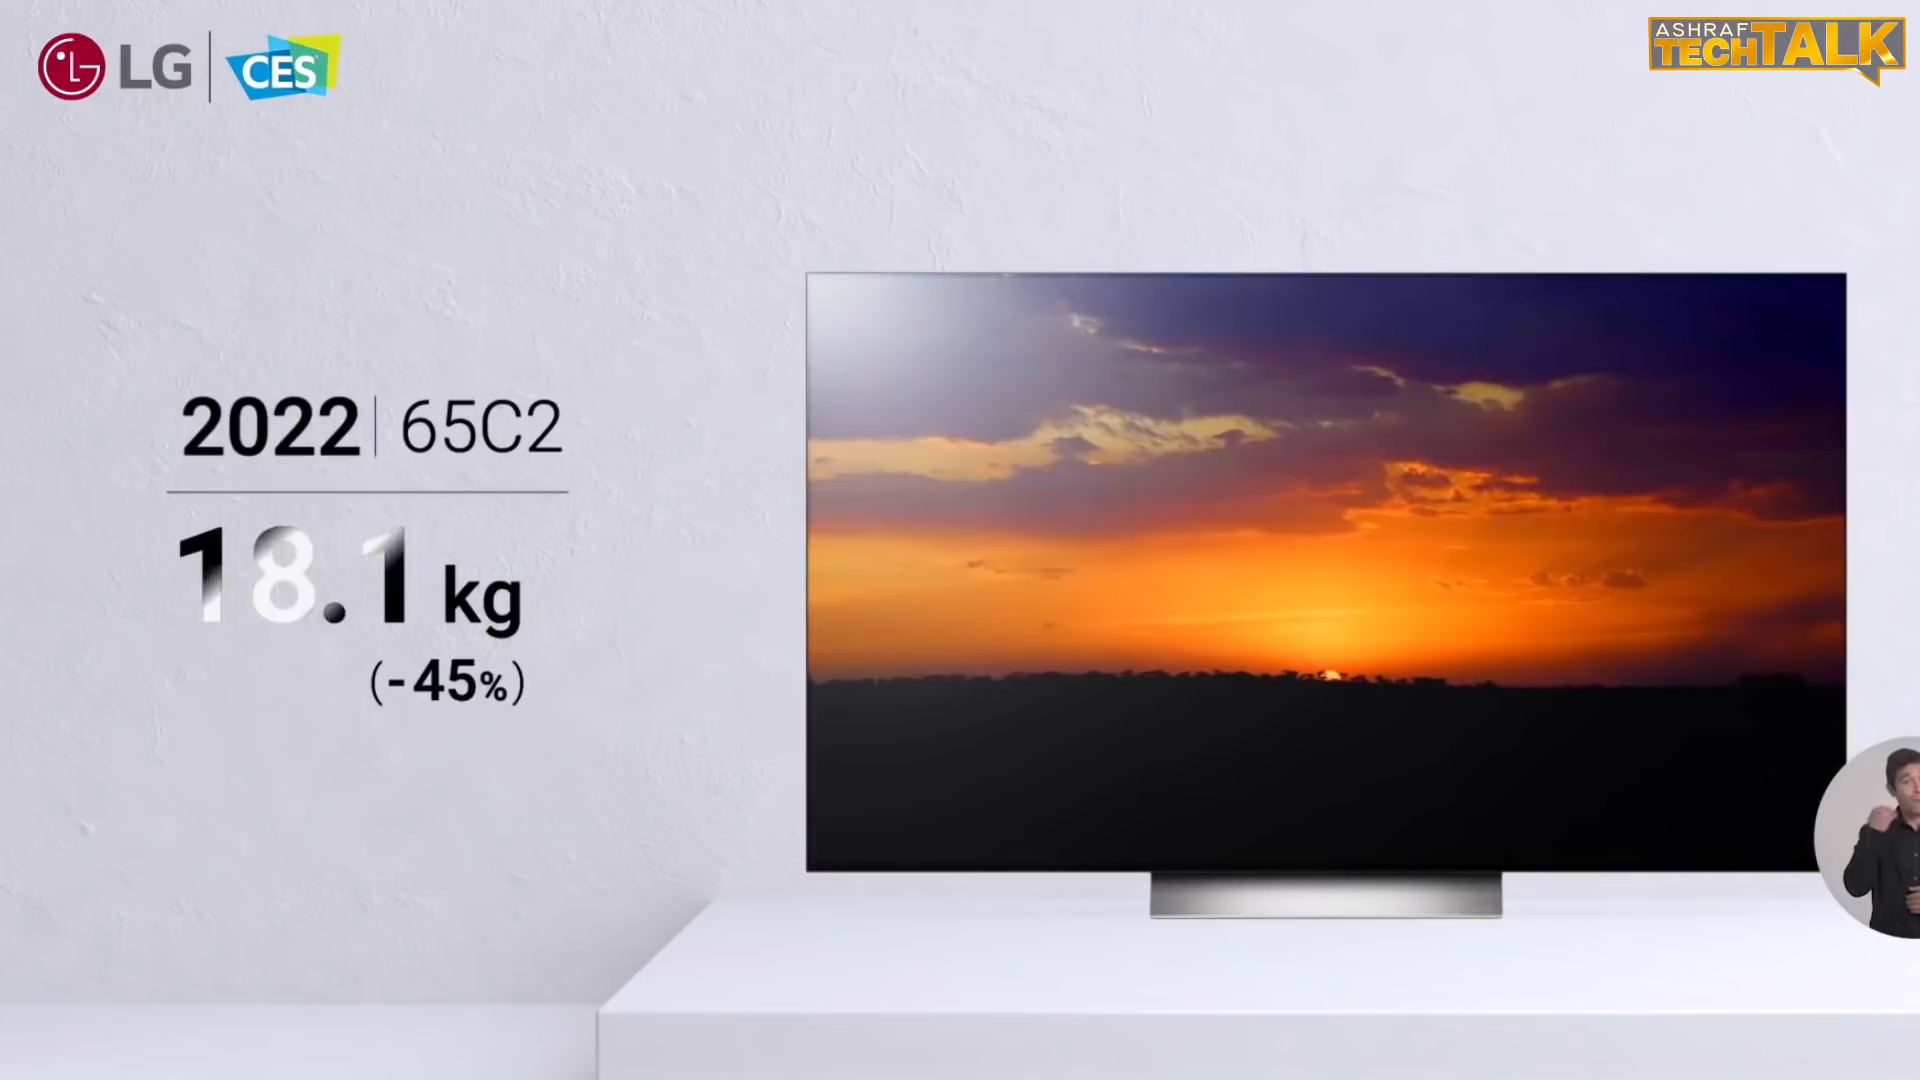 LG CES
ASHRAF
TECHTALK
2022 | 65C2
18.1 kg
(-45%)